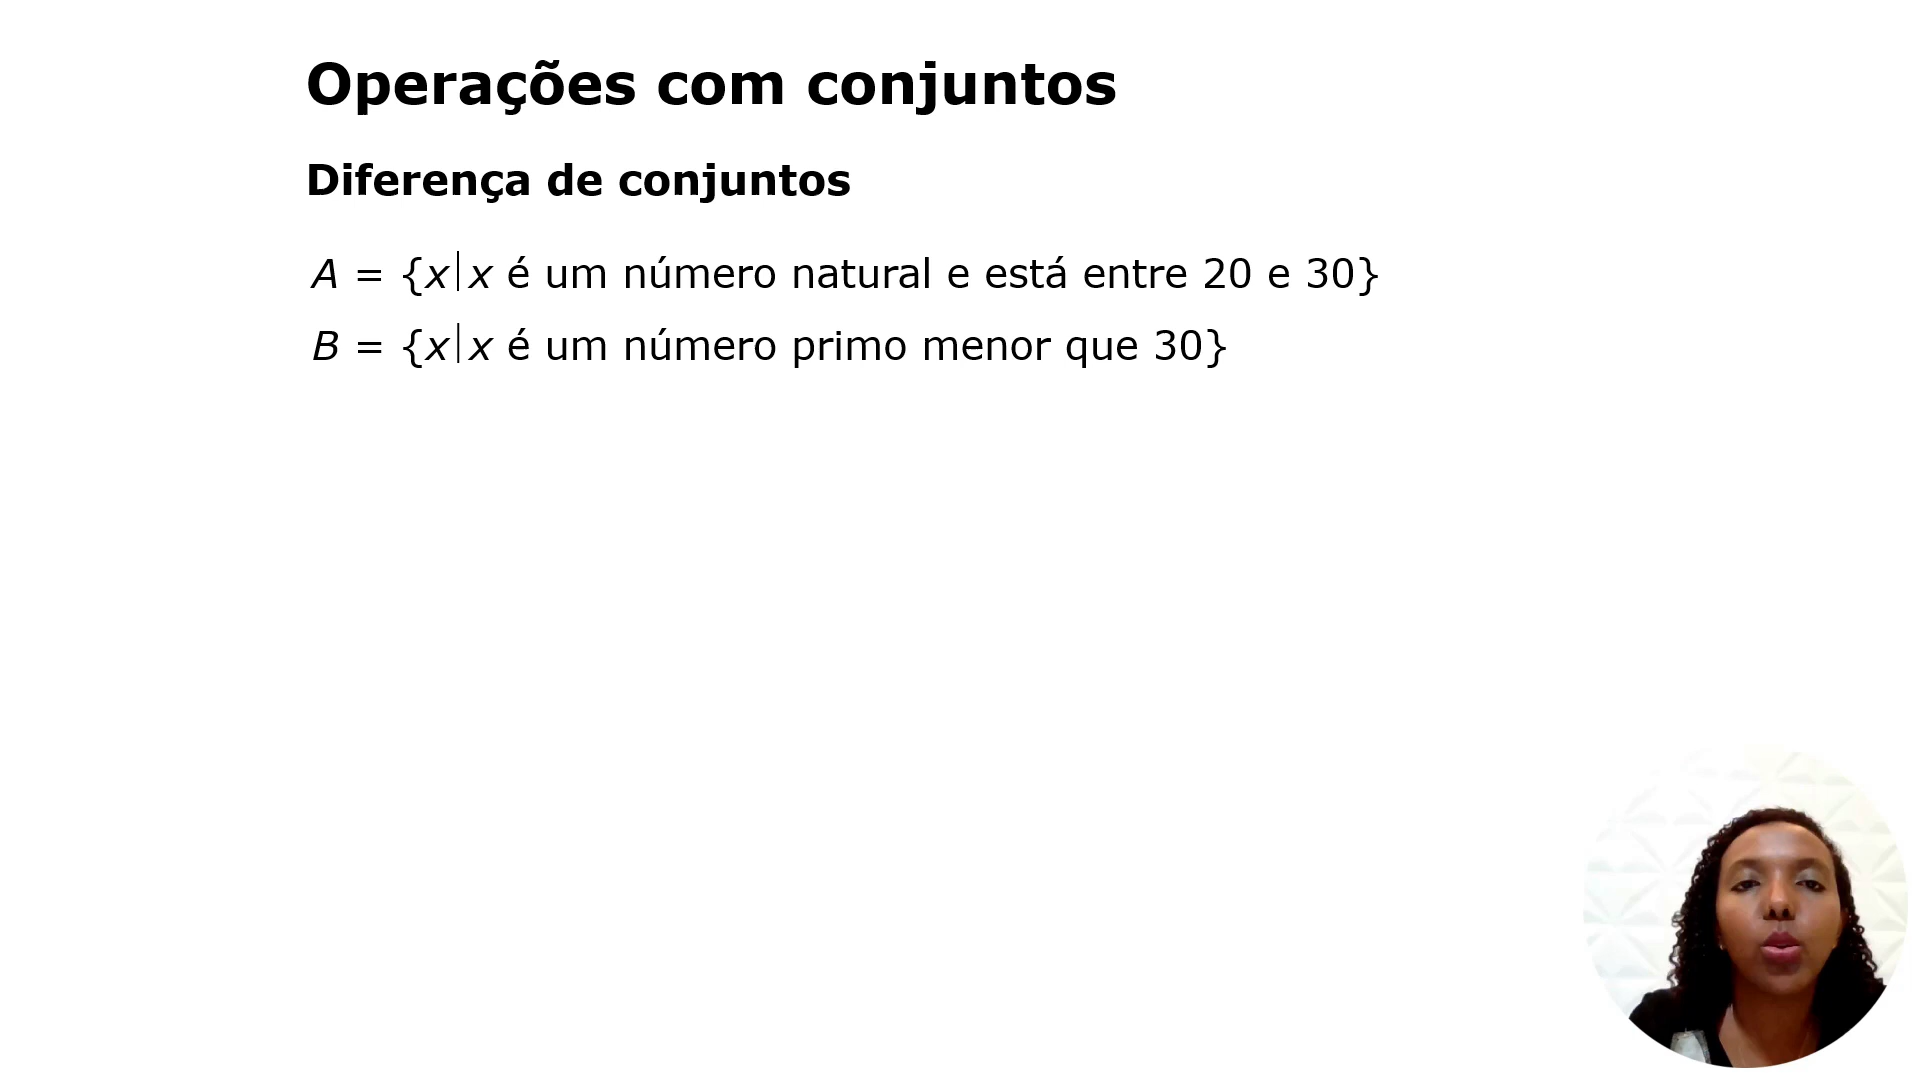 Operações com conjuntos
Diferença de conjuntos
A = {x|x é um número natural e está entre 20 e 30}
B = {x|x é um número primo menor que 30}